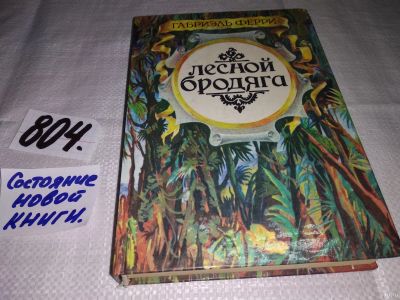 ГАБРИЭЛЬ ФЕРРИ
лесной
бродяга
804.
Состояние
новой
книги.